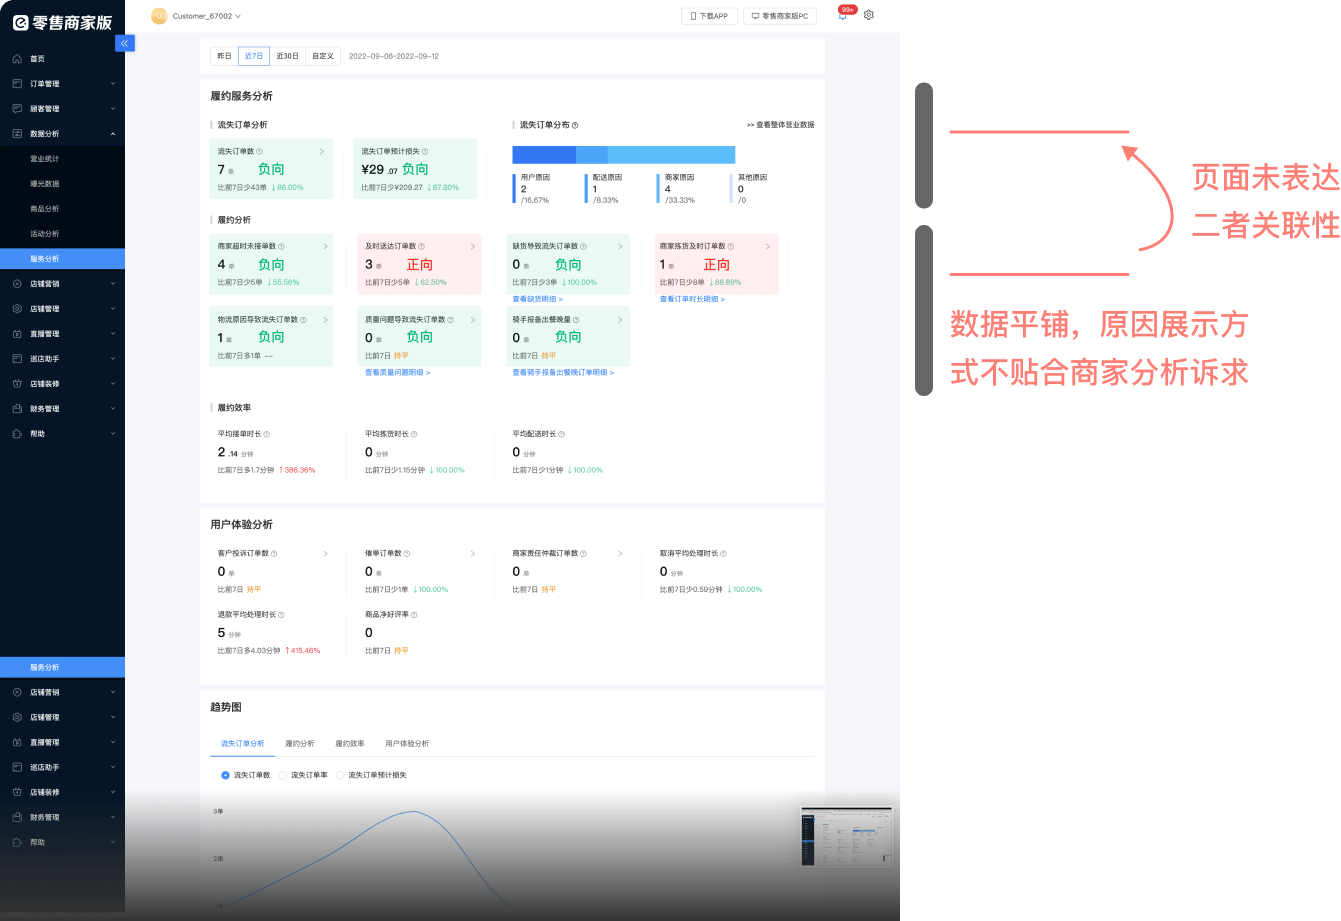 零售商家版
Customer_67002
下载APP
零售商家版PC
99+
首页
订单管理
顾客管理
数据分析
营业统计
曝光数据
商品分析
活动分析
服务分析
店铺营销
店铺管理
直播管理
巡店助手
店铺装修
财务管理
帮助
服务分析
店铺营销
店铺管理
直播管理
巡店助手
店铺装修
财务管理
帮助
昨日 近7日 近30日 自定义 2022-09-06~2022-09-12
履约服务分析
流失订单分析
流失订单数
7 单 负向
比前7日少43单 ↓86.00%
流失订单预计损失
¥29 .07 负向
比前7日少¥209.27 ↓87.80%
流失订单分布
>> 查看整体营业数据
用户原因
2
/16.67%
配送原因
1
/8.33%
商家原因
4
/33.33%
其他原因
0
/0
履约分析
商家超时未接单数
4 单 负向
比前7日少5单 ↓55.56%
及时送达订单数
3 单 正向
比前7日少5单 ↓62.50%
缺货导致流失订单数
0 单 负向
比前7日少3单 ↓100.00%
查看缺货明细 >
商家拣货及时订单数
1 单 正向
比前7日少8单 ↓88.89%
查看订单时长明细 >
物流原因导致流失订单数
1 单 负向
比前7日多1单 --
质量问题导致流失订单数
0 单 负向
比前7日 持平
查看质量问题明细 >
骑手报备出餐晚量
0 单 负向
比前7日 持平
查看骑手报备出餐晚订单明细 >
履约效率
平均接单时长
2 .14 分钟
比前7日多1.7分钟 ↑386.36%
平均拣货时长
0 分钟
比前7日少1.15分钟 ↓100.00%
平均配送时长
0 分钟
比前7日少1分钟 ↓100.00%
用户体验分析
客户投诉订单数
0 单
比前7日 持平
催单订单数
0 单
比前7日少1单 ↓100.00%
商家责任仲裁订单数
0 单
比前7日 持平
取消平均处理时长
0 分钟
比前7日少0.59分钟 ↓100.00%
退款平均处理时长
5 分钟
比前7日多4.03分钟 ↑415.46%
商品净好评率
0
比前7日 持平
趋势图
流失订单分析 履约分析 履约效率 用户体验分析
流失订单数 流失订单率 流失订单预计损失
3单
2单
页面未表达
二者关联性
数据平铺，原因展示方
式不贴合商家分析诉求